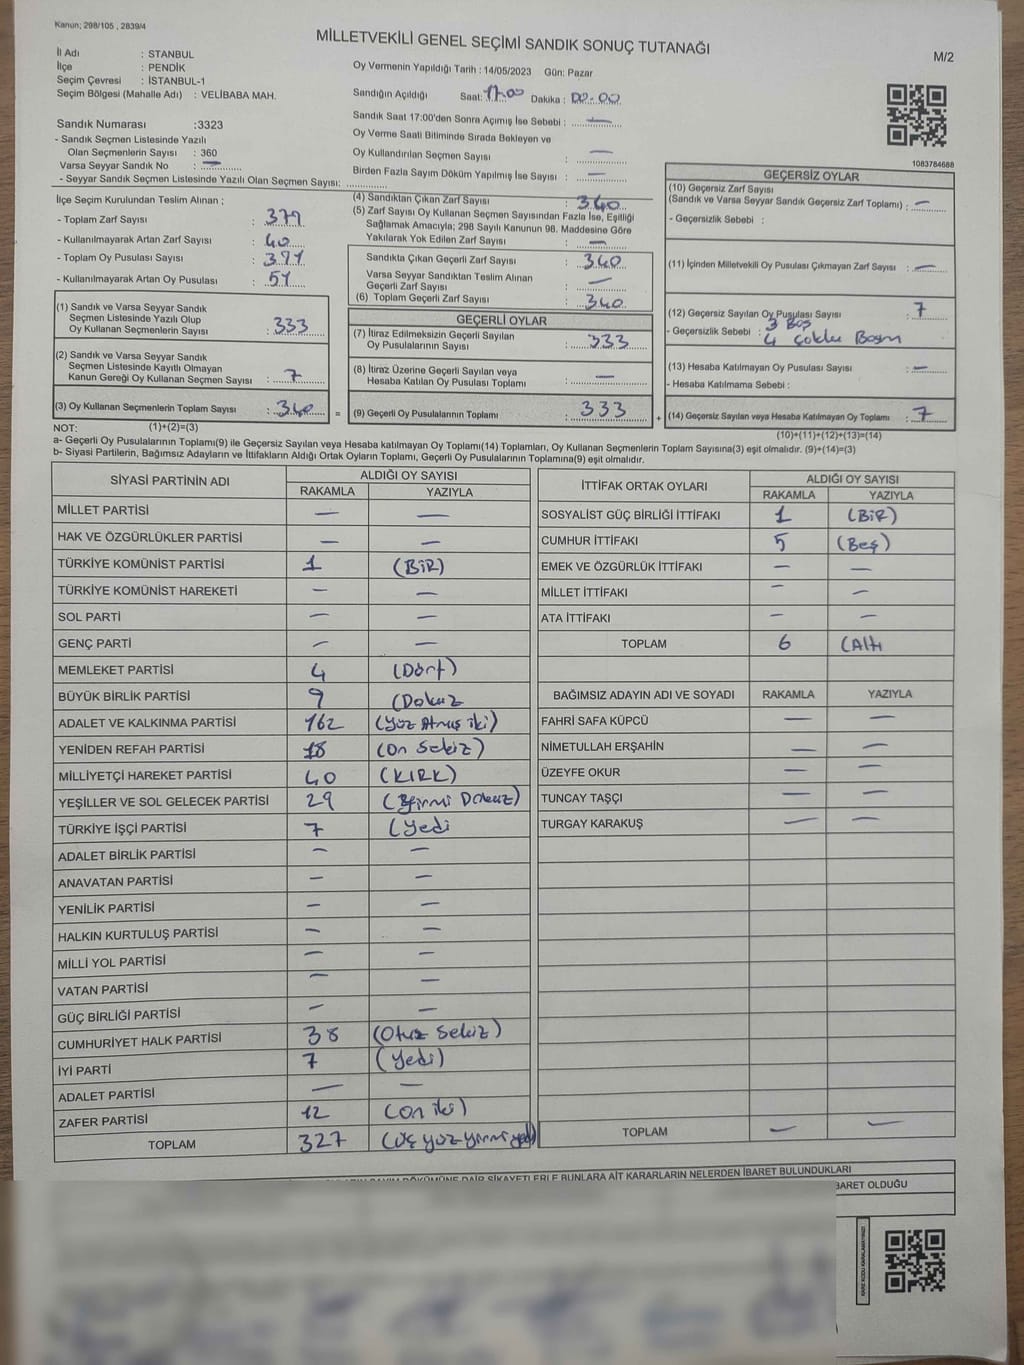 Kanun; 298/105 , 2839/4
MİLLETVEKİLİ GENEL SEÇİMİ SANDIK SONUÇ TUTANAĞI
M/2
İl Adı : STANBUL
İlçe : PENDİK
Seçim Çevresi : İSTANBUL-1
Seçim Bölgesi (Mahalle Adı) : VELİBABA MAH.
Sandık Numarası :3323
- Sandık Seçmen Listesinde Yazılı
Olan Seçmenlerin Sayısı : 360
Varsa Seyyar Sandık No : —
- Seyyar Sandık Seçmen Listesinde Yazılı Olan Seçmen Sayısı:
Oy Vermenin Yapıldığı Tarih : 14/05/2023 Gün: Pazar
Sandığın Açıldığı Saat: 17.00 Dakika : 00.00
Sandık Saat 17:00'den Sonra Açımış İse Sebebi : —
Oy Verme Saati Bitiminde Sırada Bekleyen ve
Oy Kullandırılan Seçmen Sayısı : —
Birden Fazla Sayım Döküm Yapılmış İse Sayısı : —
1083784688
İlçe Seçim Kurulundan Teslim Alınan ;
- Toplam Zarf Sayısı : 379
- Kullanılmayarak Artan Zarf Sayısı : 40
- Toplam Oy Pusulası Sayısı : 391
- Kullanılmayarak Artan Oy Pusulası : 51
(1) Sandık ve Varsa Seyyar Sandık
Seçmen Listesinde Yazılı Olup
Oy Kullanan Seçmenlerin Sayısı : 333
(2) Sandık ve Varsa Seyyar Sandık
Seçmen Listesinde Kayıtlı Olmayan
Kanun Gereği Oy Kullanan Seçmen Sayısı : 7
(3) Oy Kullanan Seçmenlerin Toplam Sayısı : 340 =
(4) Sandıktan Çıkan Zarf Sayısı : 340
(5) Zarf Sayısı Oy Kullanan Seçmen Sayısından Fazla İse, Eşitliği
Sağlamak Amacıyla; 298 Sayılı Kanunun 98. Maddesine Göre
Yakılarak Yok Edilen Zarf Sayısı : —
Sandıkta Çıkan Geçerli Zarf Sayısı : 340
Varsa Seyyar Sandıktan Teslim Alınan
Geçerli Zarf Sayısı : —
(6) Toplam Geçerli Zarf Sayısı : 340
GEÇERLİ OYLAR
(7) İtiraz Edilmeksizin Geçerli Sayılan
Oy Pusulalarının Sayısı : 333
(8) İtiraz Üzerine Geçerli Sayılan veya
Hesaba Katılan Oy Pusulası Toplamı : —
(9) Geçerli Oy Pusulalarının Toplamı : 333 +
GEÇERSİZ OYLAR
(10) Geçersiz Zarf Sayısı
(Sandık ve Varsa Seyyar Sandık Geçersiz Zarf Toplamı) : —
- Geçersizlik Sebebi :
(11) İçinden Milletvekili Oy Pusulası Çıkmayan Zarf Sayısı : —
(12) Geçersiz Sayılan Oy Pusulası Sayısı : 7
3 Boş
- Geçersizlik Sebebi : 4 Çoklu Basım
(13) Hesaba Katılmayan Oy Pusulası Sayısı : —
- Hesaba Katılmama Sebebi :
(14) Geçersiz Sayılan veya Hesaba Katılmayan Oy Toplamı : 7
NOT: (1)+(2)=(3)
(10)+(11)+(12)+(13)=(14)
a- Geçerli Oy Pusulalarının Toplamı(9) ile Geçersiz Sayılan veya Hesaba katılmayan Oy Toplamı(14) Toplamları, Oy Kullanan Seçmenlerin Toplam Sayısına(3) eşit olmalıdır. (9)+(14)=(3)
b- Siyasi Partilerin, Bağımsız Adayların ve İttifakların Aldığı Ortak Oyların Toplamı, Geçerli Oy Pusulalarının Toplamına(9) eşit olmalıdır.
SİYASİ PARTİNİN ADI ALDIĞI OY SAYISI
RAKAMLA YAZIYLA
MİLLET PARTİSİ — —
HAK VE ÖZGÜRLÜKLER PARTİSİ — —
TÜRKİYE KOMÜNİST PARTİSİ 1 (BİR)
TÜRKİYE KOMÜNİST HAREKETİ — —
SOL PARTİ — —
GENÇ PARTİ — —
MEMLEKET PARTİSİ 4 (Dört)
BÜYÜK BİRLİK PARTİSİ 9 (Dokuz
ADALET VE KALKINMA PARTİSİ 162 (Yüz Atmış iki)
YENİDEN REFAH PARTİSİ 18 (on Sekiz)
MİLLİYETÇİ HAREKET PARTİSİ 40 (KIRK)
YEŞİLLER VE SOL GELECEK PARTİSİ 29 (Yirmi Dokuz)
TÜRKİYE İŞÇİ PARTİSİ 7 (Yedi
ADALET BİRLİK PARTİSİ — —
ANAVATAN PARTİSİ — —
YENİLİK PARTİSİ — —
HALKIN KURTULUŞ PARTİSİ — —
MİLLİ YOL PARTİSİ — —
VATAN PARTİSİ — —
GÜÇ BİRLİĞİ PARTİSİ — —
CUMHURİYET HALK PARTİSİ 38 (Otuz Sekiz)
İYİ PARTİ 7 (Yedi)
ADALET PARTİSİ — —
ZAFER PARTİSİ 12 (on iki)
TOPLAM 327 (üç yüz yirmi yedi)
İTTİFAK ORTAK OYLARI ALDIĞI OY SAYISI
RAKAMLA YAZIYLA
SOSYALİST GÜÇ BİRLİĞİ İTTİFAKI 1 (BİR)
CUMHUR İTTİFAKI 5 (Beş)
EMEK VE ÖZGÜRLÜK İTTİFAKI — —
MİLLET İTTİFAKI — —
ATA İTTİFAKI — —
TOPLAM 6 (Altı
BAĞIMSIZ ADAYIN ADI VE SOYADI RAKAMLA YAZIYLA
FAHRİ SAFA KÜPCÜ — —
NİMETULLAH ERŞAHİN — —
ÜZEYFE OKUR — —
TUNCAY TAŞÇI — —
TURGAY KARAKUŞ — —
TOPLAM — —
DÖKÜMÜNE DAİR ŞİKAYETLERLE BUNLARA AİT KARARLARIN NELERDEN İBARET BULUNDUKLARI
BARET OLDUĞU
KARE KODU KARALAMAYINIZ!